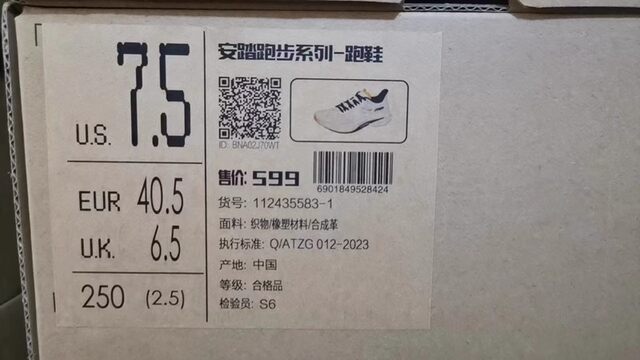 U.S. 7.5
EUR 40.5
U.K. 6.5
250 (2.5)
安踏跑步系列-跑鞋
ID: BNA02J70WT
售价: 599
6901849528424
货号: 112435583-1
面料: 织物/橡塑材料/合成革
执行标准: Q/ATZG 012-2023
产地: 中国
等级: 合格品
检验员: S6